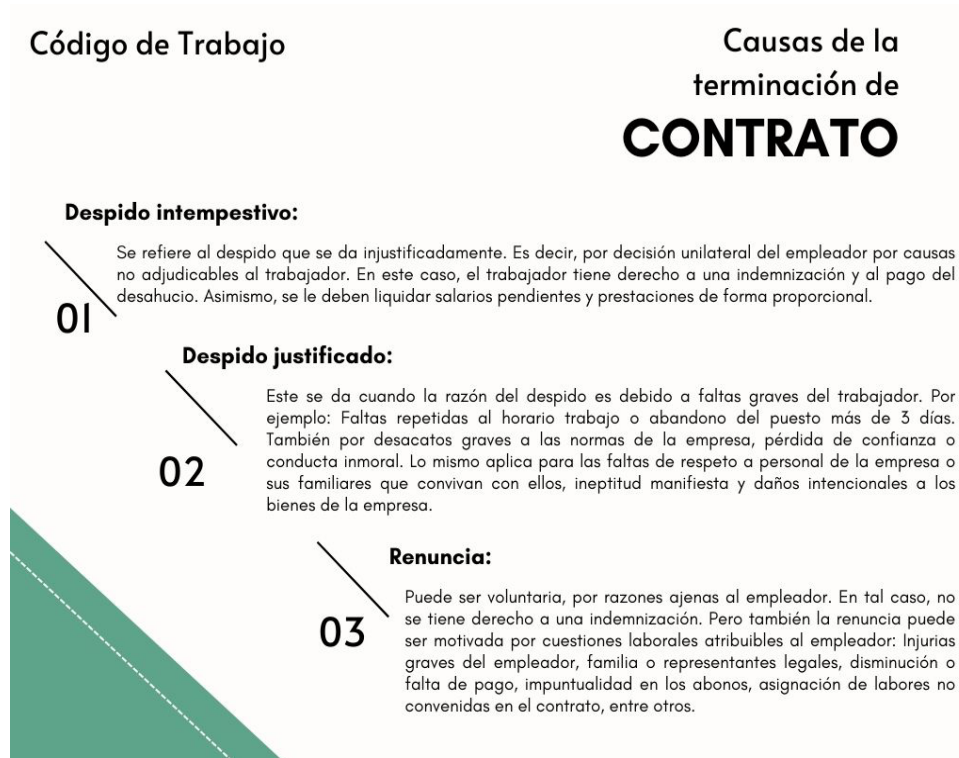 Código de Trabajo
Causas de la
terminación de
CONTRATO
Despido intempestivo:
Se refiere al despido que se da injustificadamente. Es decir, por decisión unilateral del empleador por causas
no adjudicables al trabajador. En este caso, el trabajador tiene derecho a una indemnización y al pago del
desahucio. Asimismo, se le deben liquidar salarios pendientes y prestaciones de forma proporcional.
01
Despido justificado:
Este se da cuando la razón del despido es debido a faltas graves del trabajador. Por
ejemplo: Faltas repetidas al horario trabajo o abandono del puesto más de 3 días.
También por desacatos graves a las normas de la empresa, pérdida de confianza o
conducta inmoral. Lo mismo aplica para las faltas de respeto a personal de la empresa o
sus familiares que convivan con ellos, ineptitud manifiesta y daños intencionales a los
bienes de la empresa.
02
Renuncia:
Puede ser voluntaria, por razones ajenas al empleador. En tal caso, no
se tiene derecho a una indemnización. Pero también la renuncia puede
ser motivada por cuestiones laborales atribuibles al empleador: Injurias
graves del empleador, familia o representantes legales, disminución o
falta de pago, impuntualidad en los abonos, asignación de labores no
convenidas en el contrato, entre otros.
03